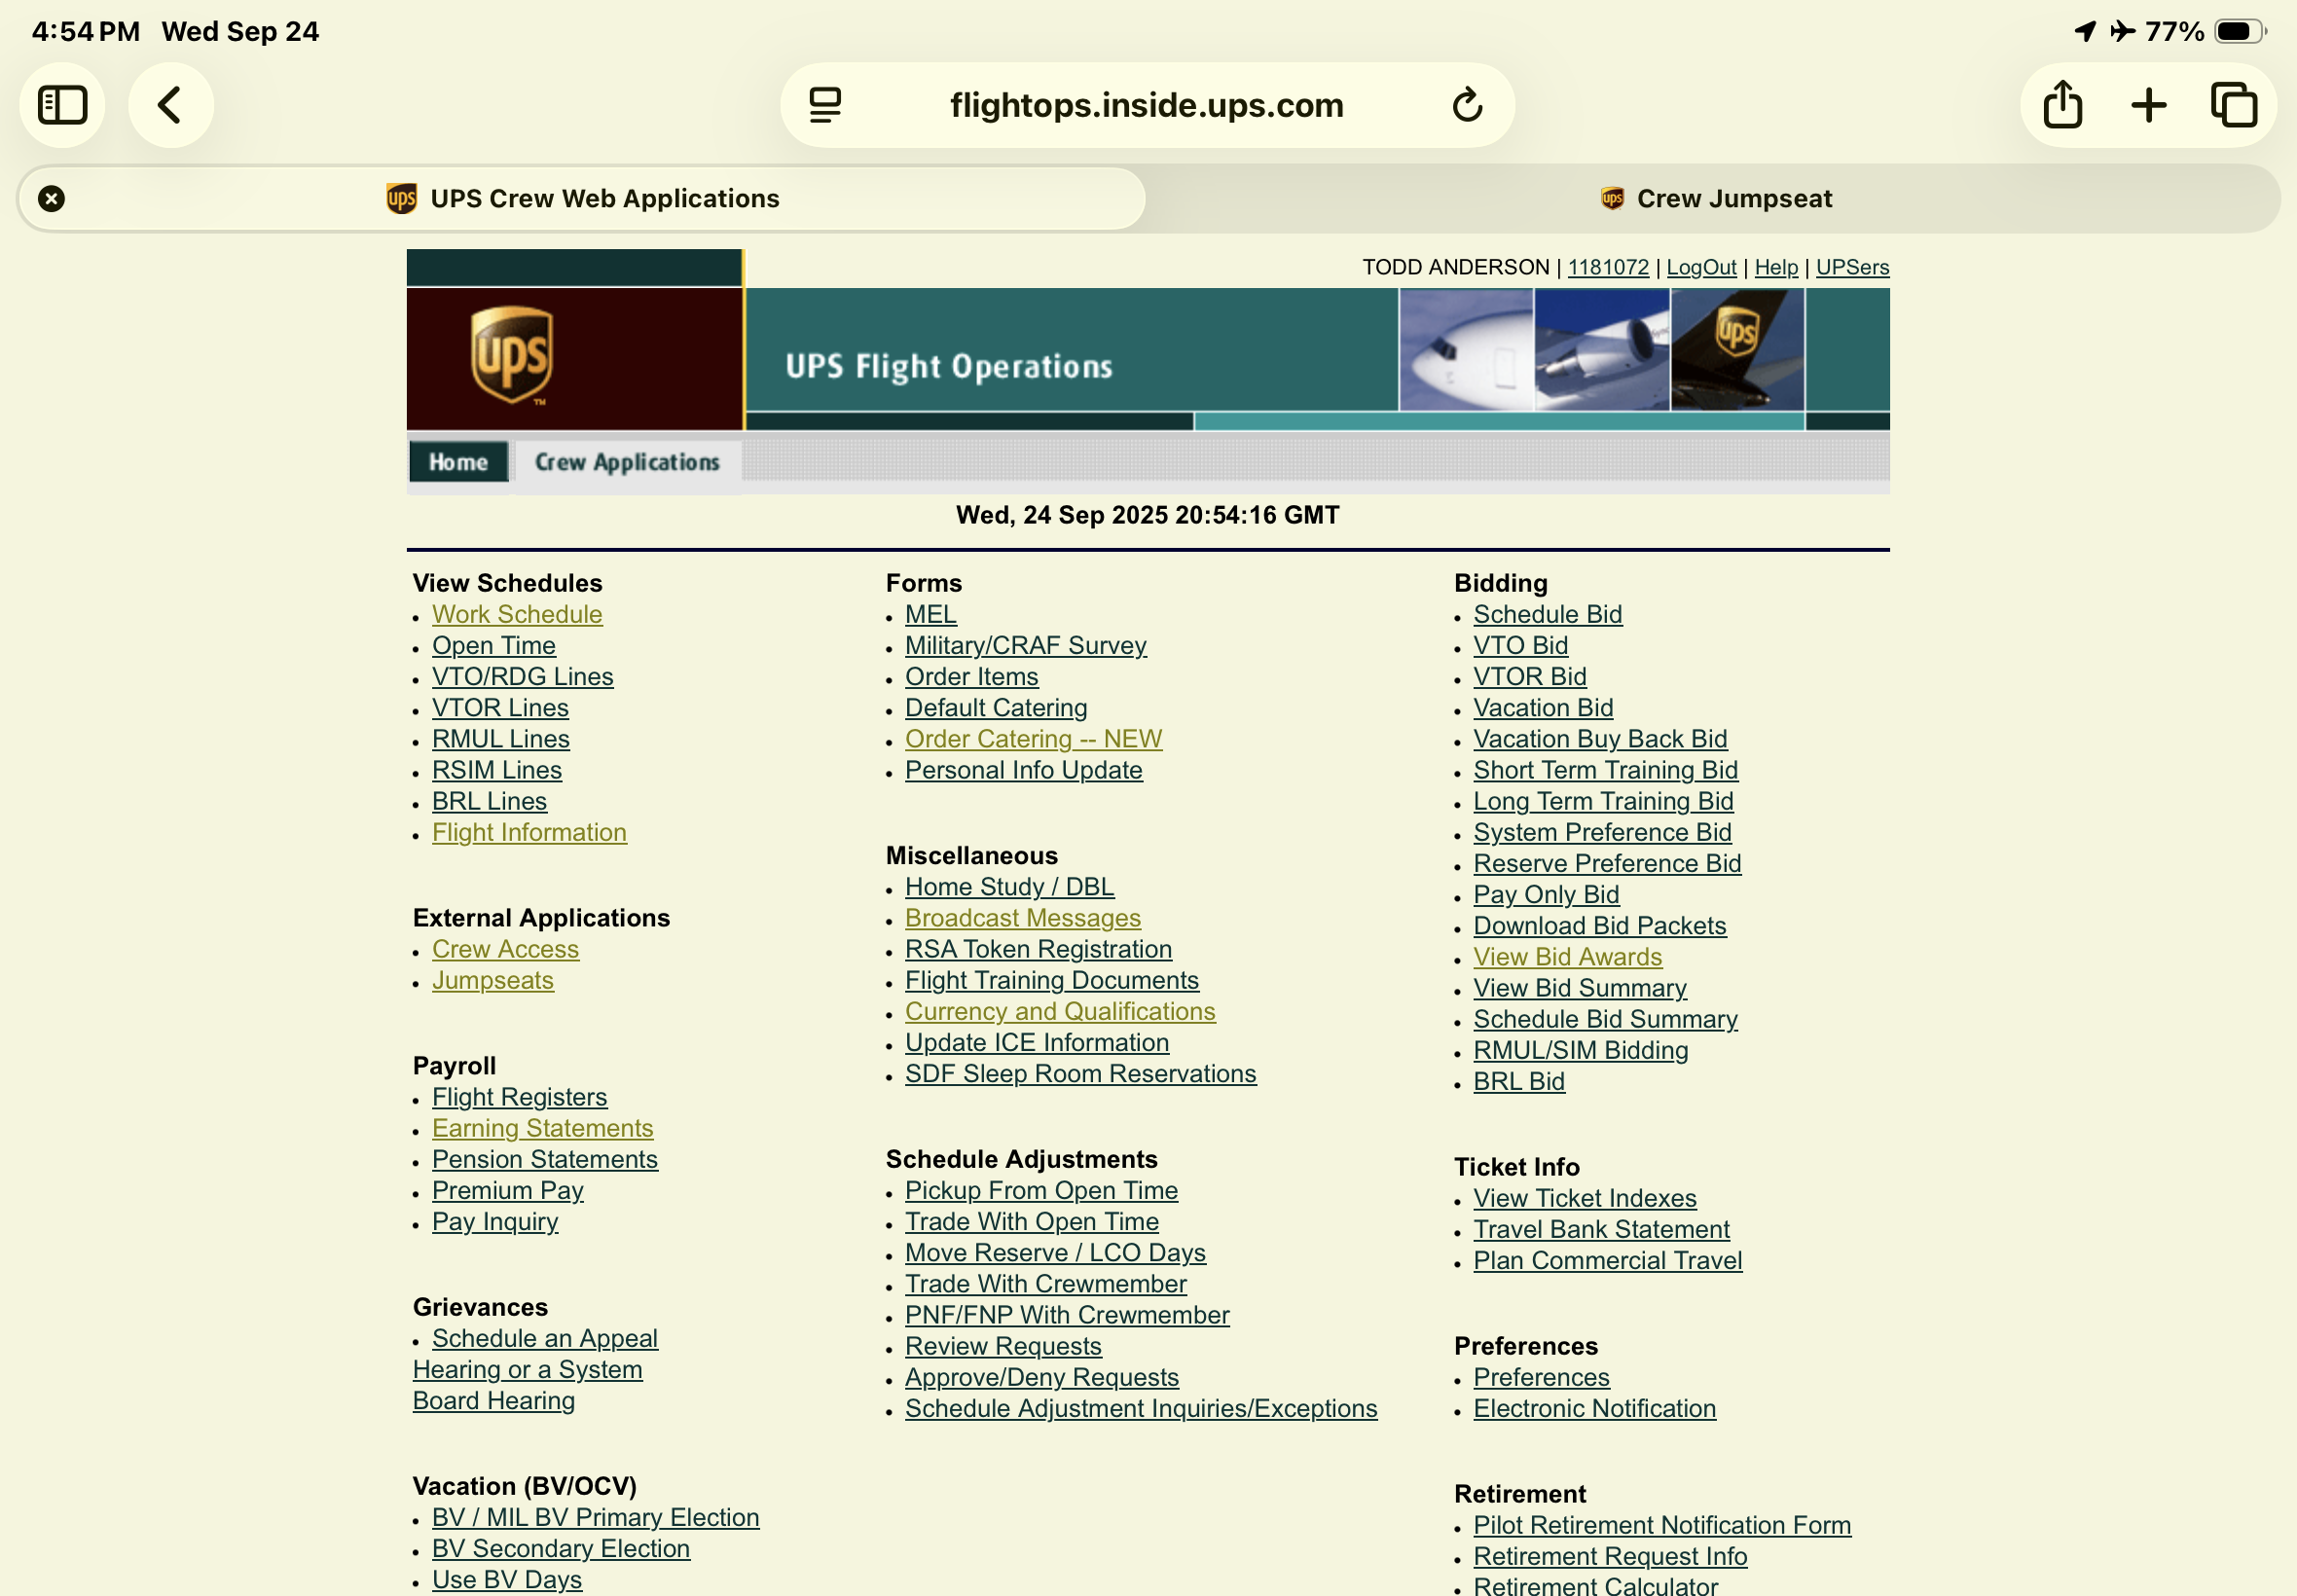 4:54 PM Wed Sep 24
77%
flightops.inside.ups.com
UPS Crew Web Applications
Crew Jumpseat
TODD ANDERSON | 1181072 | LogOut | Help | UPSers
ups
TM
UPS Flight Operations
ups
Home
Crew Applications
Wed, 24 Sep 2025 20:54:16 GMT
View Schedules
Work Schedule
Open Time
VTO/RDG Lines
VTOR Lines
RMUL Lines
RSIM Lines
BRL Lines
Flight Information
External Applications
Crew Access
Jumpseats
Payroll
Flight Registers
Earning Statements
Pension Statements
Premium Pay
Pay Inquiry
Grievances
Schedule an Appeal
Hearing or a System
Board Hearing
Vacation (BV/OCV)
BV / MIL BV Primary Election
BV Secondary Election
Use BV Days
Forms
MEL
Military/CRAF Survey
Order Items
Default Catering
Order Catering -- NEW
Personal Info Update
Miscellaneous
Home Study / DBL
Broadcast Messages
RSA Token Registration
Flight Training Documents
Currency and Qualifications
Update ICE Information
SDF Sleep Room Reservations
Schedule Adjustments
Pickup From Open Time
Trade With Open Time
Move Reserve / LCO Days
Trade With Crewmember
PNF/FNP With Crewmember
Review Requests
Approve/Deny Requests
Schedule Adjustment Inquiries/Exceptions
Bidding
Schedule Bid
VTO Bid
VTOR Bid
Vacation Bid
Vacation Buy Back Bid
Short Term Training Bid
Long Term Training Bid
System Preference Bid
Reserve Preference Bid
Pay Only Bid
Download Bid Packets
View Bid Awards
View Bid Summary
Schedule Bid Summary
RMUL/SIM Bidding
BRL Bid
Ticket Info
View Ticket Indexes
Travel Bank Statement
Plan Commercial Travel
Preferences
Preferences
Electronic Notification
Retirement
Pilot Retirement Notification Form
Retirement Request Info
Retirement Calculator